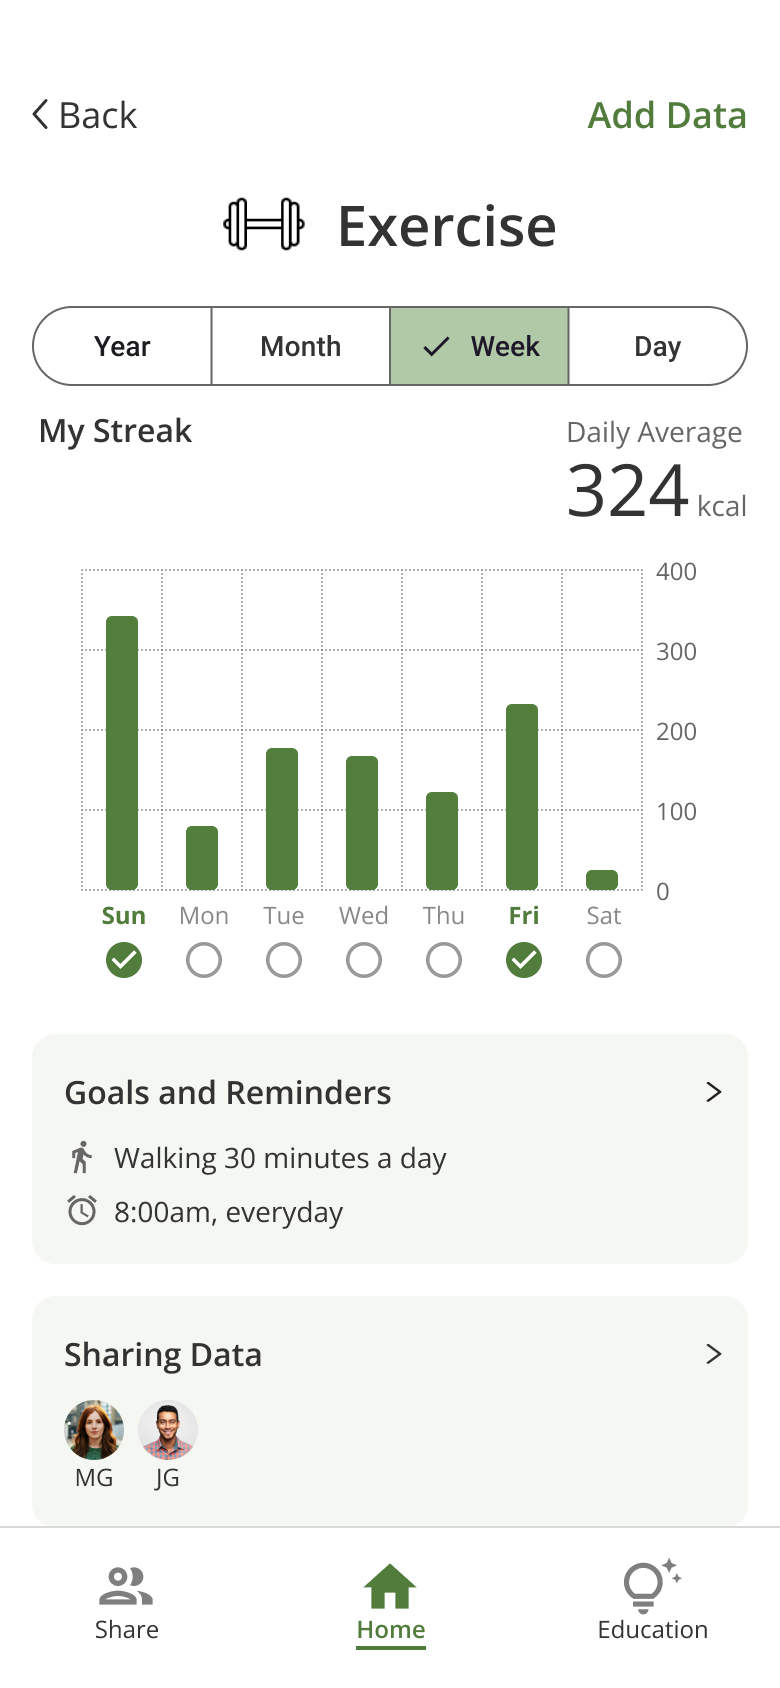 Back
Add Data
Exercise
Year Month Week Day
My Streak
Daily Average
324 kcal
400
300
200
100
0
Sun Mon Tue Wed Thu Fri Sat
Goals and Reminders
Walking 30 minutes a day
8:00am, everyday
Sharing Data
MG JG
Share Home Education